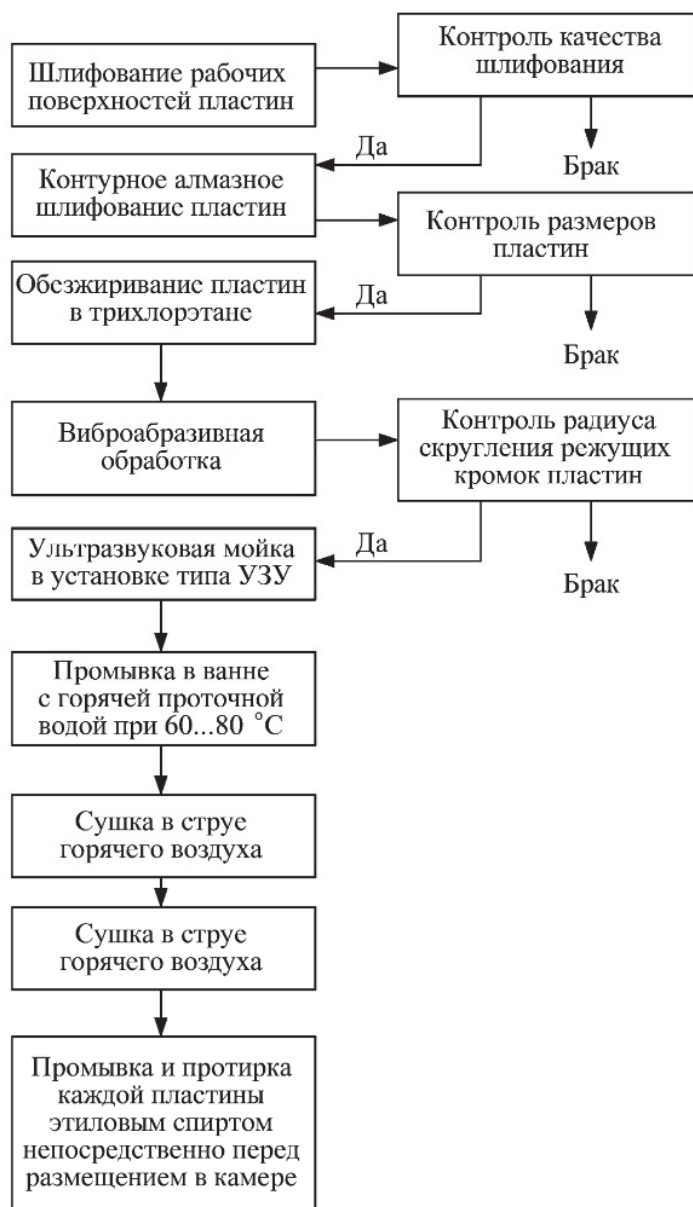 Шлифование рабочих
поверхностей пластин
Контроль качества
шлифования
Да
Брак
Контурное алмазное
шлифование пластин
Контроль размеров
пластин
Да
Брак
Обезжиривание пластин
в трихлорэтане
Виброабразивная
обработка
Контроль радиуса
скругления режущих
кромок пластин
Да
Брак
Ультразвуковая мойка
в установке типа УЗУ
Промывка в ванне
с горячей проточной
водой при 60...80 °C
Сушка в струе
горячего воздуха
Сушка в струе
горячего воздуха
Промывка и протирка
каждой пластины
этиловым спиртом
непосредственно перед
размещением в камере